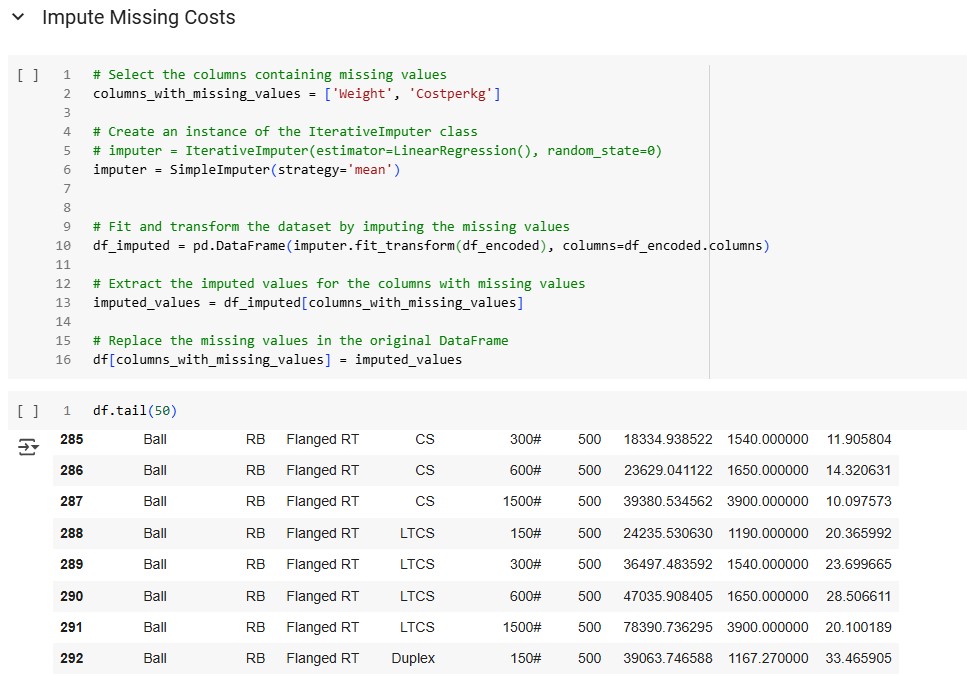 Impute Missing Costs
[ ] 1 # Select the columns containing missing values
2 columns_with_missing_values = ['Weight', 'Costperkg']
3
4 # Create an instance of the IterativeImputer class
5 # imputer = IterativeImputer(estimator=LinearRegression(), random_state=0)
6 imputer = SimpleImputer(strategy='mean')
7
8
9 # Fit and transform the dataset by imputing the missing values
10 df_imputed = pd.DataFrame(imputer.fit_transform(df_encoded), columns=df_encoded.columns)
11
12 # Extract the imputed values for the columns with missing values
13 imputed_values = df_imputed[columns_with_missing_values]
14
15 # Replace the missing values in the original DataFrame
16 df[columns_with_missing_values] = imputed_values
[ ] 1 df.tail(50)
285 Ball RB Flanged RT CS 300# 500 18334.938522 1540.000000 11.905804
286 Ball RB Flanged RT CS 600# 500 23629.041122 1650.000000 14.320631
287 Ball RB Flanged RT CS 1500# 500 39380.534562 3900.000000 10.097573
288 Ball RB Flanged RT LTCS 150# 500 24235.530630 1190.000000 20.365992
289 Ball RB Flanged RT LTCS 300# 500 36497.483592 1540.000000 23.699665
290 Ball RB Flanged RT LTCS 600# 500 47035.908405 1650.000000 28.506611
291 Ball RB Flanged RT LTCS 1500# 500 78390.736295 3900.000000 20.100189
292 Ball RB Flanged RT Duplex 150# 500 39063.746588 1167.270000 33.465905